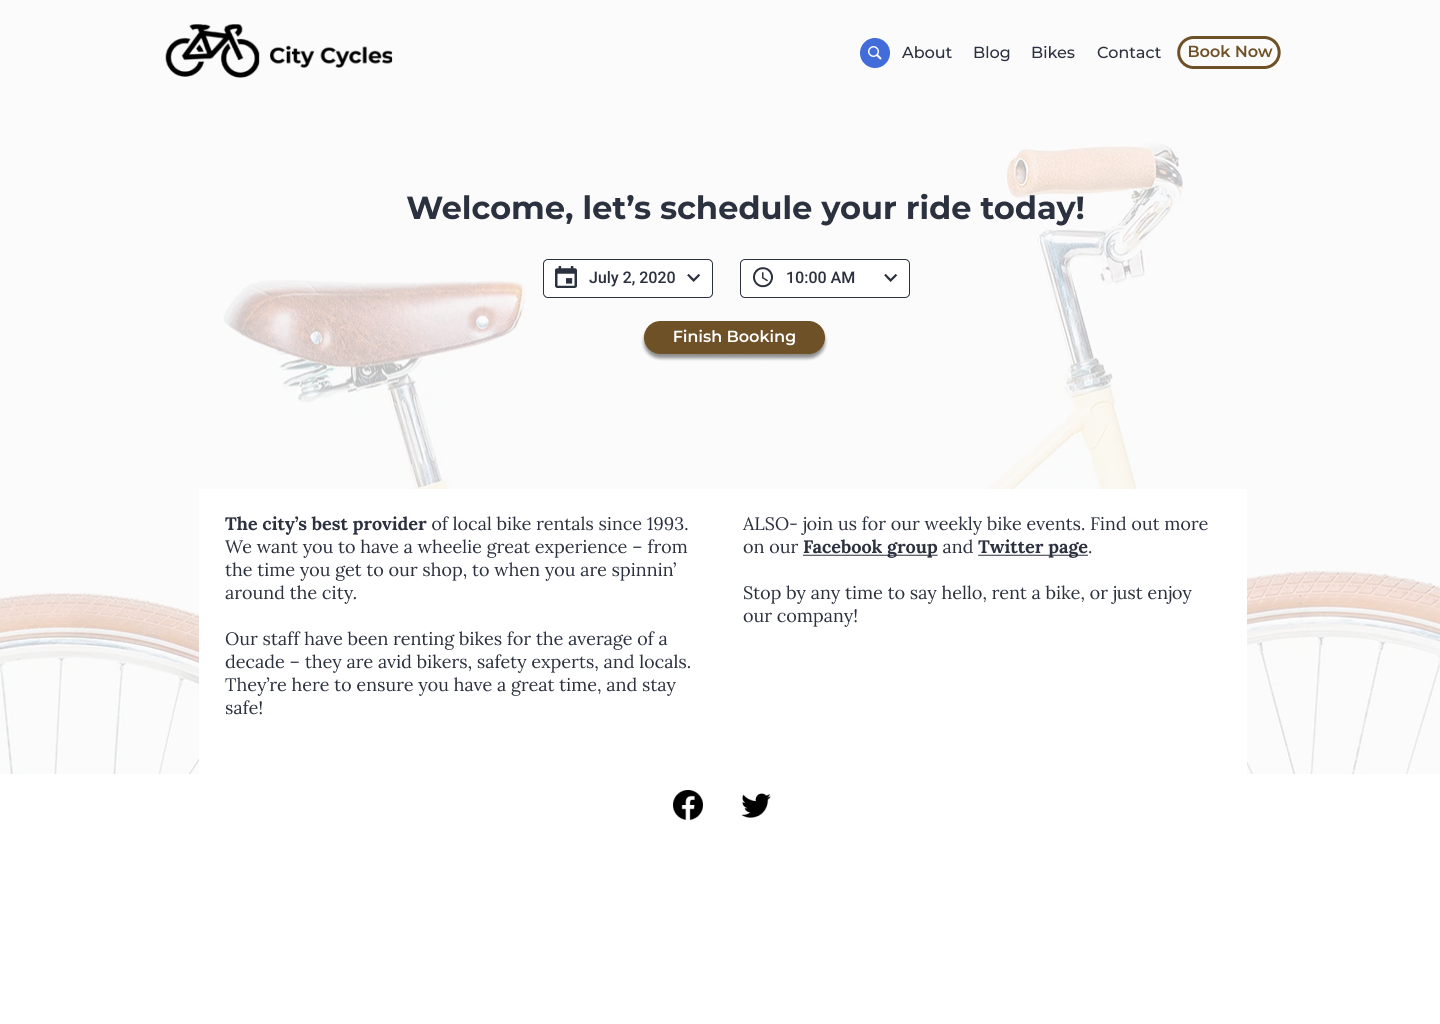 City Cycles
About Blog Bikes Contact Book Now
Welcome, let’s schedule your ride today!
July 2, 2020 10:00 AM
Finish Booking
The city’s best provider of local bike rentals since 1993.
We want you to have a wheelie great experience – from
the time you get to our shop, to when you are spinnin’
around the city.
Our staff have been renting bikes for the average of a
decade – they are avid bikers, safety experts, and locals.
They’re here to ensure you have a great time, and stay
safe!
ALSO- join us for our weekly bike events. Find out more
on our Facebook group and Twitter page.
Stop by any time to say hello, rent a bike, or just enjoy
our company!